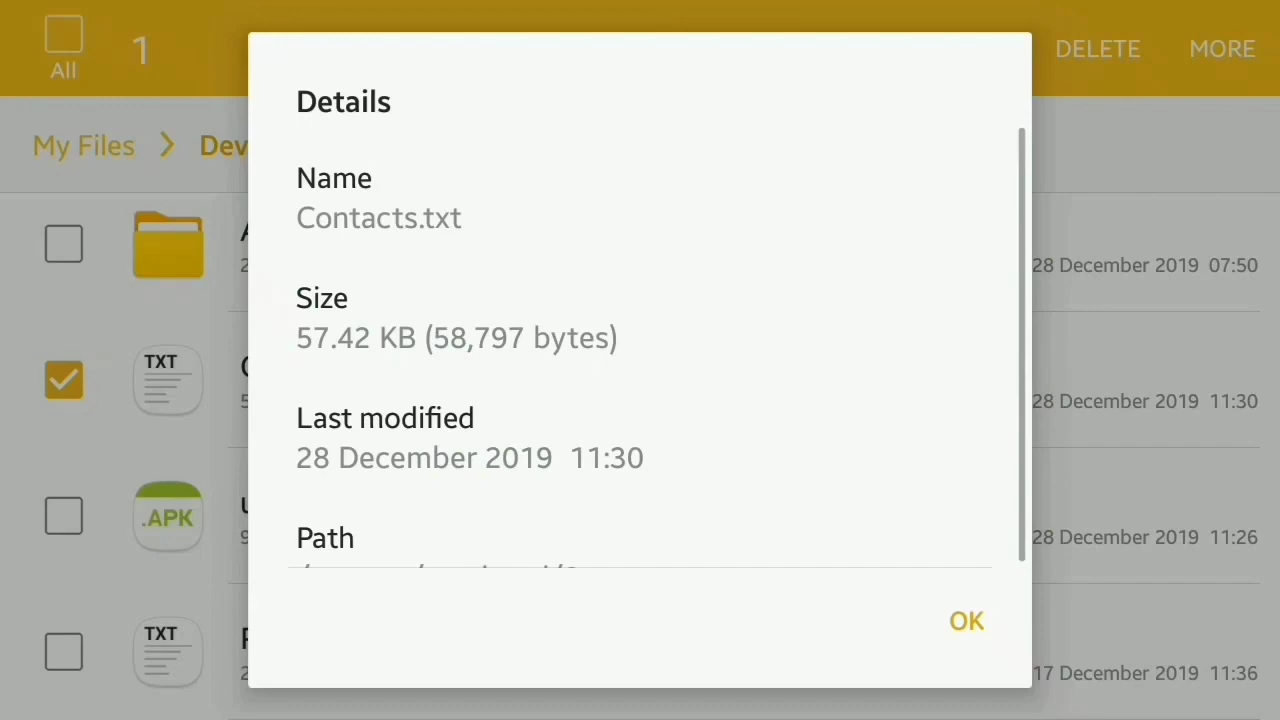 All
1
DELETE
MORE
My Files
Dev
Details
Name
Contacts.txt
Size
57.42 KB (58,797 bytes)
Last modified
28 December 2019 11:30
Path
OK
28 December 2019 07:50
TXT
28 December 2019 11:30
.APK
28 December 2019 11:26
TXT
17 December 2019 11:36